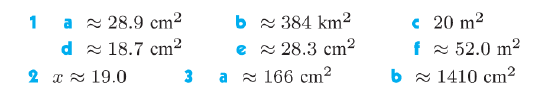 1 a ≈ 28.9 cm² b ≈ 384 km² c 20 m²
d ≈ 18.7 cm² e ≈ 28.3 cm² f ≈ 52.0 m²
2 x ≈ 19.0 3 a ≈ 166 cm² b ≈ 1410 cm²